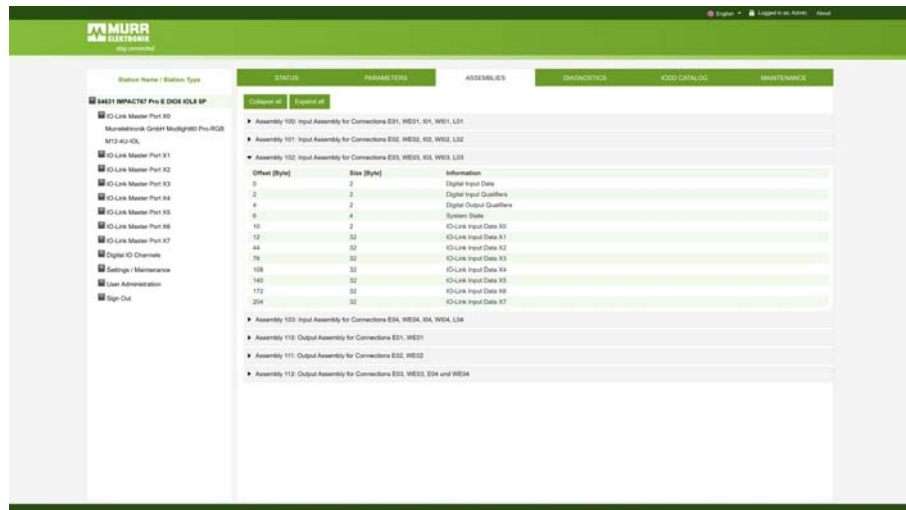 English
Logged in as: Admin
About
MURR
ELEKTRONIK
stay connected
Station Name / Station Type
STATUS
PARAMETERS
ASSEMBLIES
DIAGNOSTICS
IODD CATALOG
MAINTENANCE
54631 IMPACT67 Pro E DIO8 IOL8 5P
IO-Link Master Port X0
Murrelektronik GmbH Modlight60 Pro-RGB
M12-4U-IOL
IO-Link Master Port X1
IO-Link Master Port X2
IO-Link Master Port X3
IO-Link Master Port X4
IO-Link Master Port X5
IO-Link Master Port X6
IO-Link Master Port X7
Digital IO Channels
Settings / Maintenance
User Administration
Sign Out
Collapse all
Expand all
Assembly 100: Input Assembly for Connections E01, WE01, I01, WI01, L01
Assembly 101: Input Assembly for Connections E02, WE02, I02, WI02, L02
Assembly 102: Input Assembly for Connections E03, WE03, I03, WI03, L03
Offset [Byte] Size [Byte] Information
0 2 Digital Input Data
2 2 Digital Input Qualifiers
4 2 Digital Output Qualifiers
6 4 System State
10 2 IO-Link Input Data X0
12 32 IO-Link Input Data X1
44 32 IO-Link Input Data X2
76 32 IO-Link Input Data X3
108 32 IO-Link Input Data X4
140 32 IO-Link Input Data X5
172 32 IO-Link Input Data X6
204 32 IO-Link Input Data X7
Assembly 103: Input Assembly for Connections E04, WE04, I04, WI04, L04
Assembly 110: Output Assembly for Connections E01, WE01
Assembly 111: Output Assembly for Connections E02, WE02
Assembly 112: Output Assembly for Connections E03, WE03, E04 und WE04